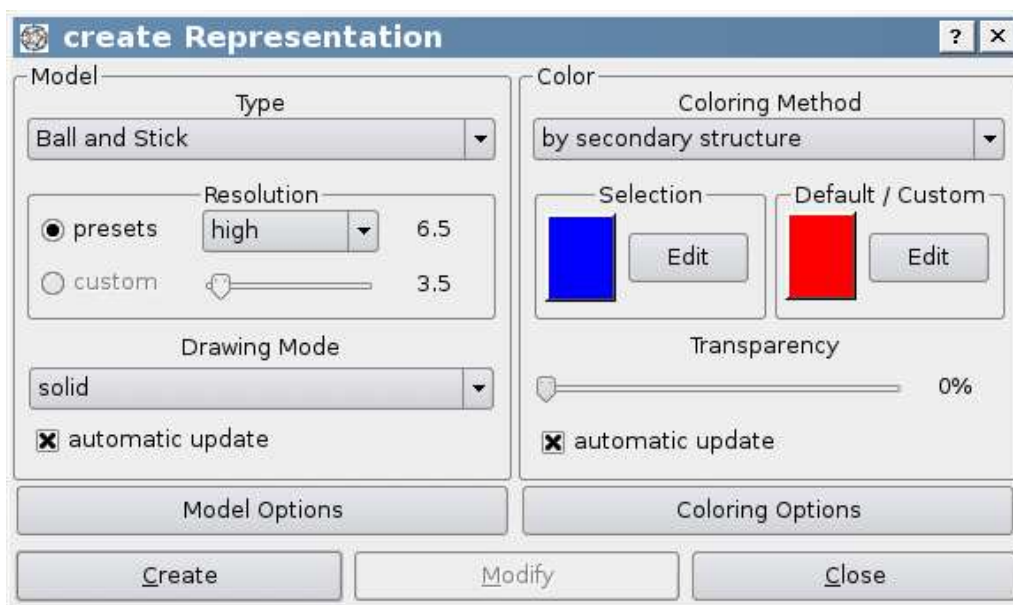 create Representation ? ×
Model
Type
Ball and Stick
Resolution
presets high 6.5
custom 3.5
Drawing Mode
solid
automatic update
Model Options
Color
Coloring Method
by secondary structure
Selection
Edit
Default / Custom
Edit
Transparency
0%
automatic update
Coloring Options
Create Modify Close